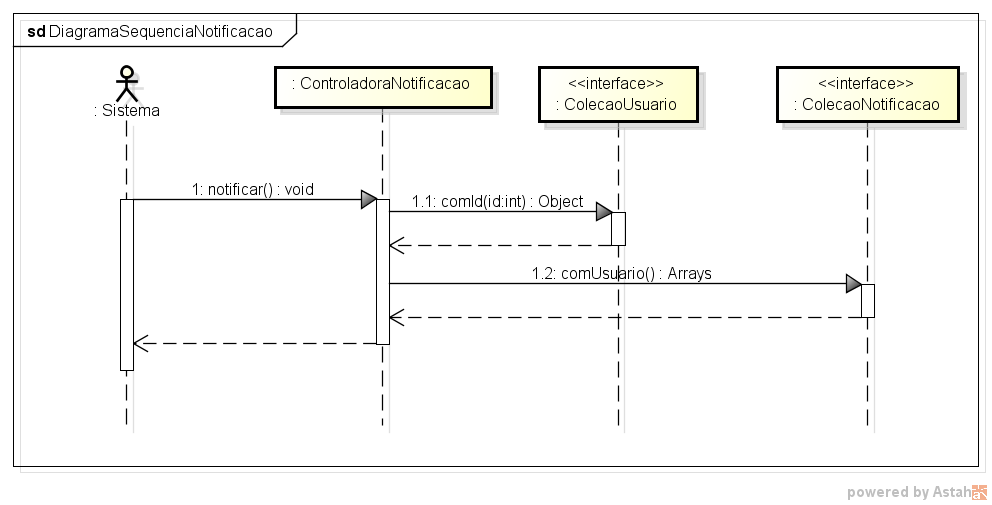 sd DiagramaSequenciaNotificacao
: Sistema
: ControladoraNotificacao
<<interface>>
: ColecaoUsuario
<<interface>>
: ColecaoNotificacao
1: notificar() : void
1.1: comId(id:int) : Object
1.2: comUsuario() : Arrays
powered by Astah